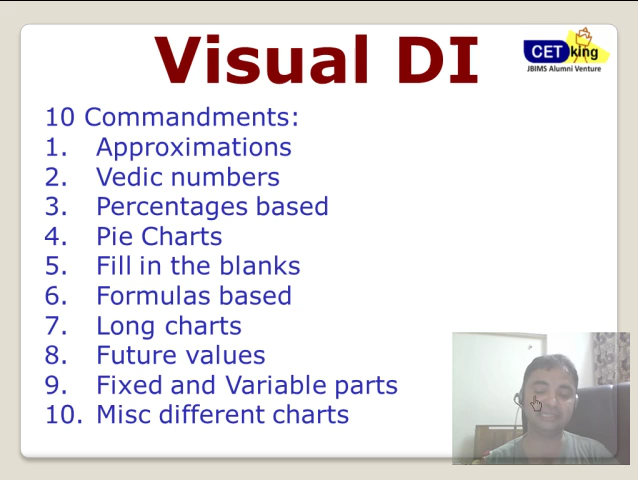 Visual DI
CET king
JBIMS Alumni Venture
10 Commandments:
1. Approximations
2. Vedic numbers
3. Percentages based
4. Pie Charts
5. Fill in the blanks
6. Formulas based
7. Long charts
8. Future values
9. Fixed and Variable parts
10. Misc different charts